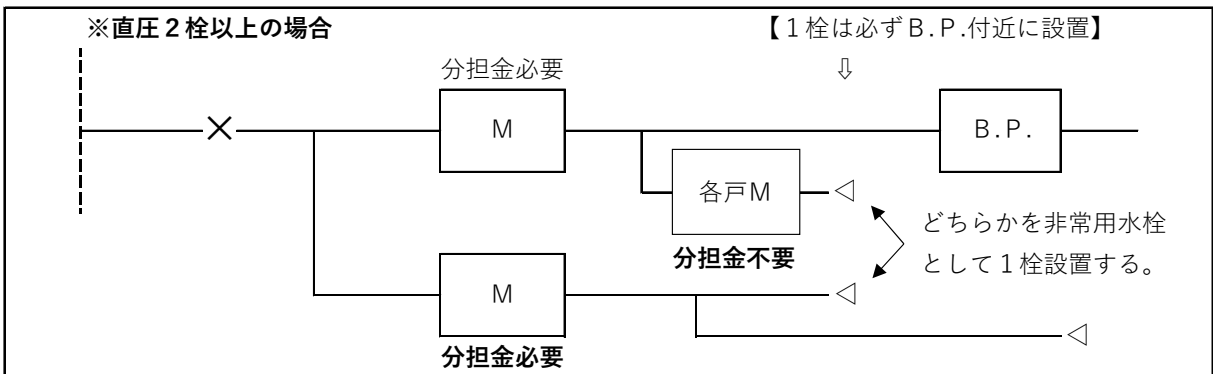 ※直圧２栓以上の場合
【１栓は必ずＢ.Ｐ.付近に設置】
⇩
分担金必要
Ｍ
Ｂ.Ｐ.
各戸Ｍ
分担金不要
どちらかを非常用水栓
として１栓設置する。
Ｍ
分担金必要